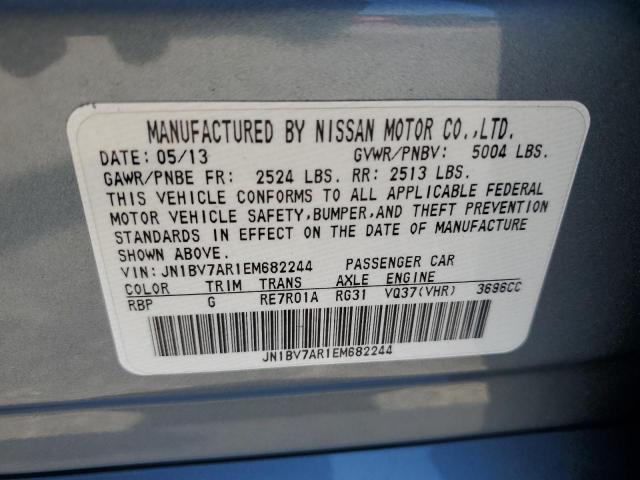 MANUFACTURED BY NISSAN MOTOR CO.,LTD.
DATE: 05/13 GVWR/PNBV: 5004 LBS.
GAWR/PNBE FR: 2524 LBS. RR: 2513 LBS.
THIS VEHICLE CONFORMS TO ALL APPLICABLE FEDERAL
MOTOR VEHICLE SAFETY,BUMPER,AND THEFT PREVENTION
STANDARDS IN EFFECT ON THE DATE OF MANUFACTURE
SHOWN ABOVE.
VIN: JN1BV7AR1EM682244 PASSENGER CAR
COLOR TRIM TRANS AXLE ENGINE
RBP G RE7R01A RG31 VQ37(VHR) 3696CC
JN1BV7AR1EM682244